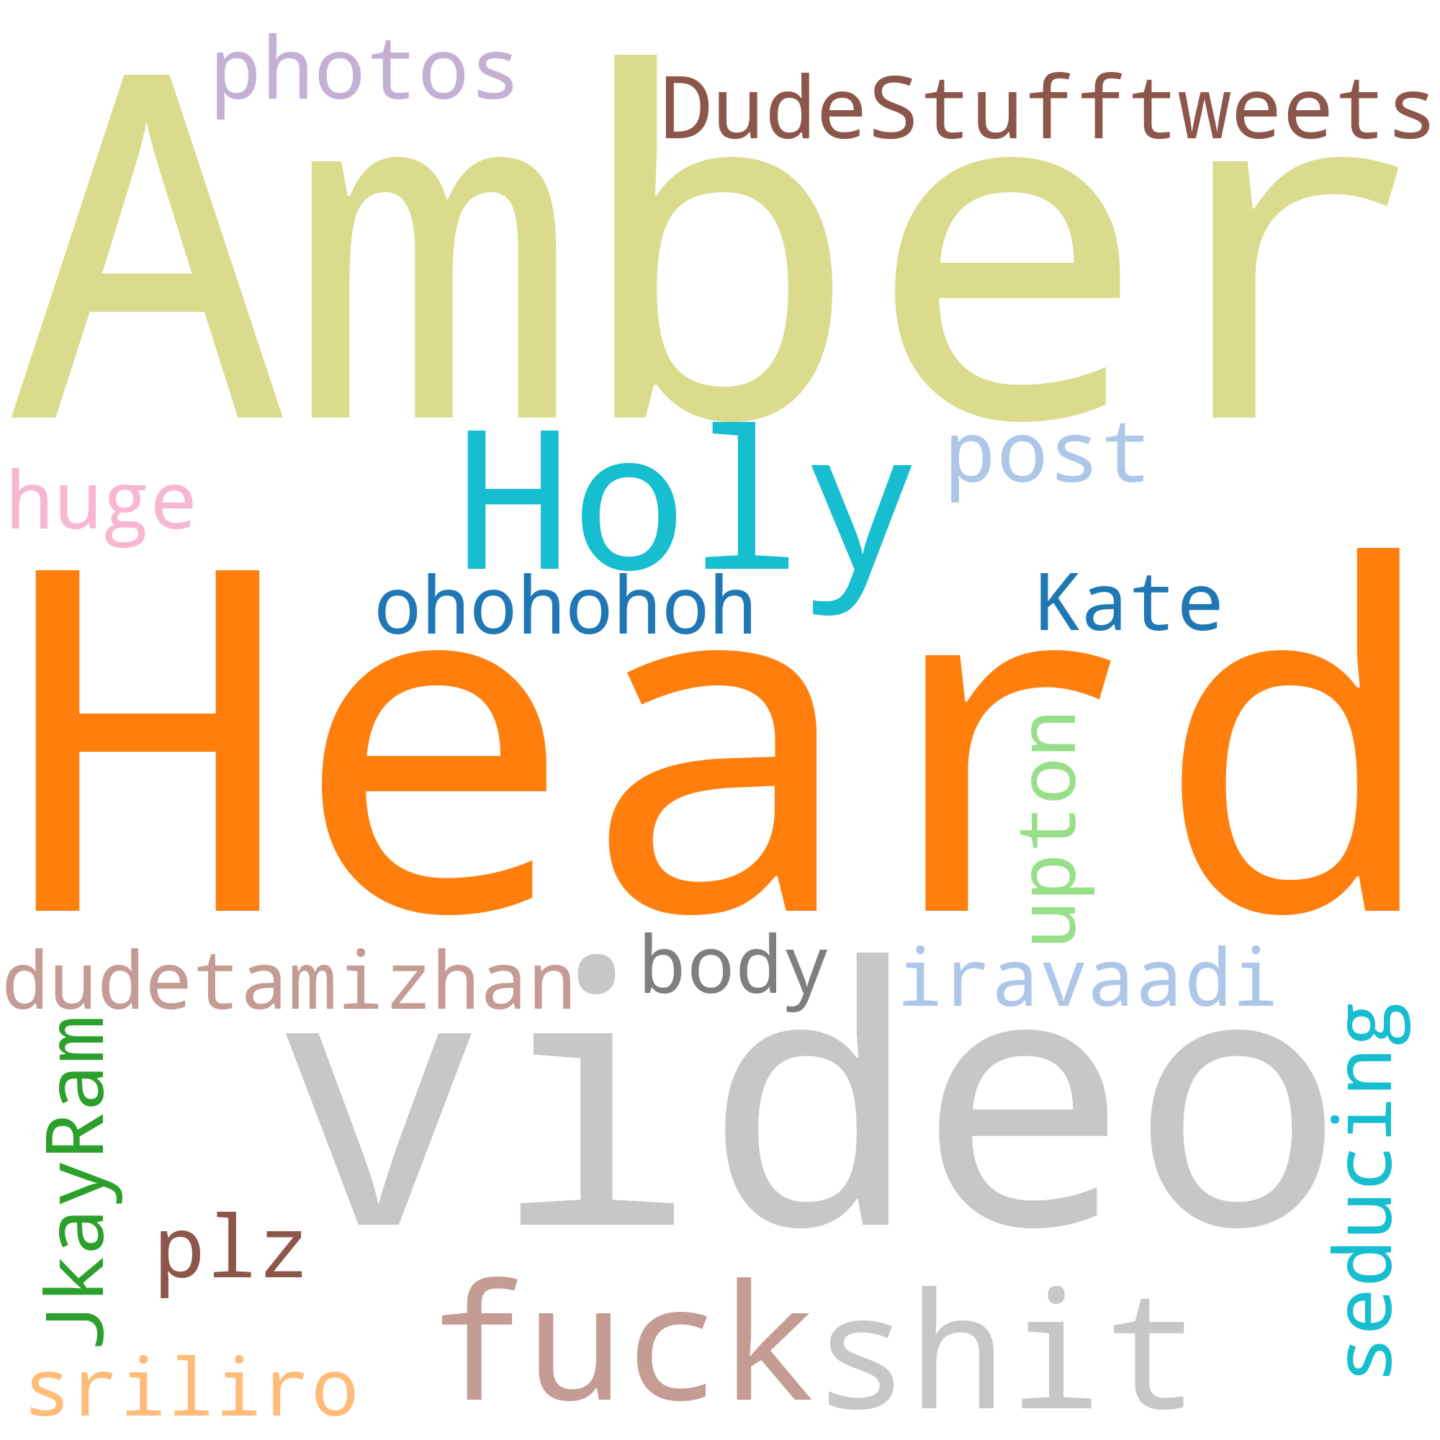 photos
DudeStufftweets
Amber
Holy
post
huge
ohohohoh
Kate
Heard
upton
dudetamizhan
body
iravaadi
video
JkayRam
seducing
plz
fuck
shit
sriliro